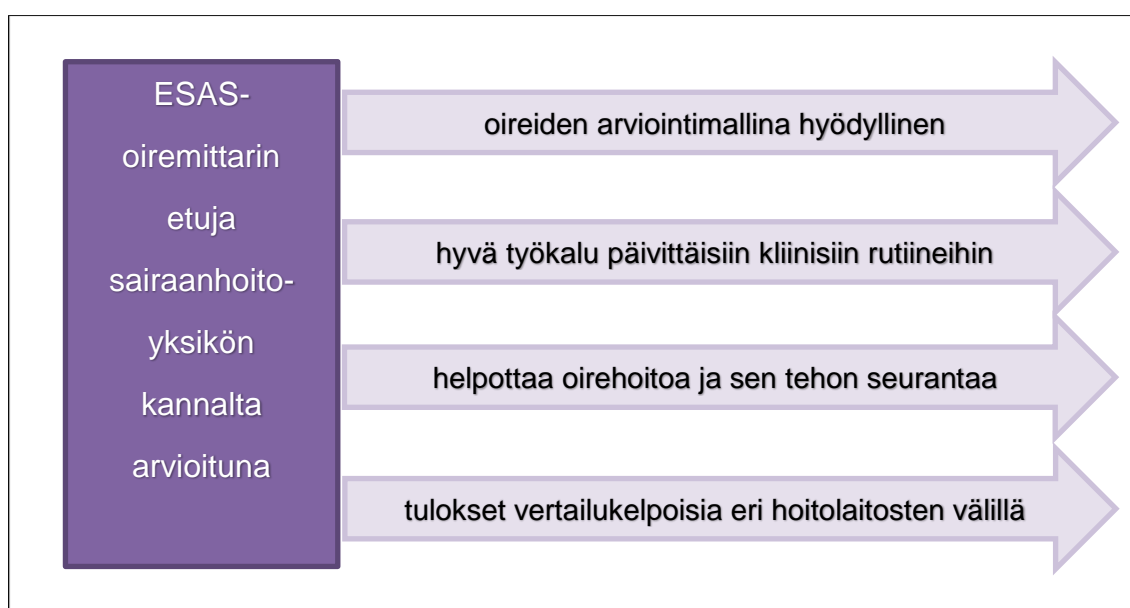 ESAS-
oiremittarin
etuja
sairaanhoito-
yksikön
kannalta
arvioituna
oireiden arviointimallina hyödyllinen
hyvä työkalu päivittäisiin kliinisiin rutiineihin
helpottaa oirehoitoa ja sen tehon seurantaa
tulokset vertailukelpoisia eri hoitolaitosten välillä